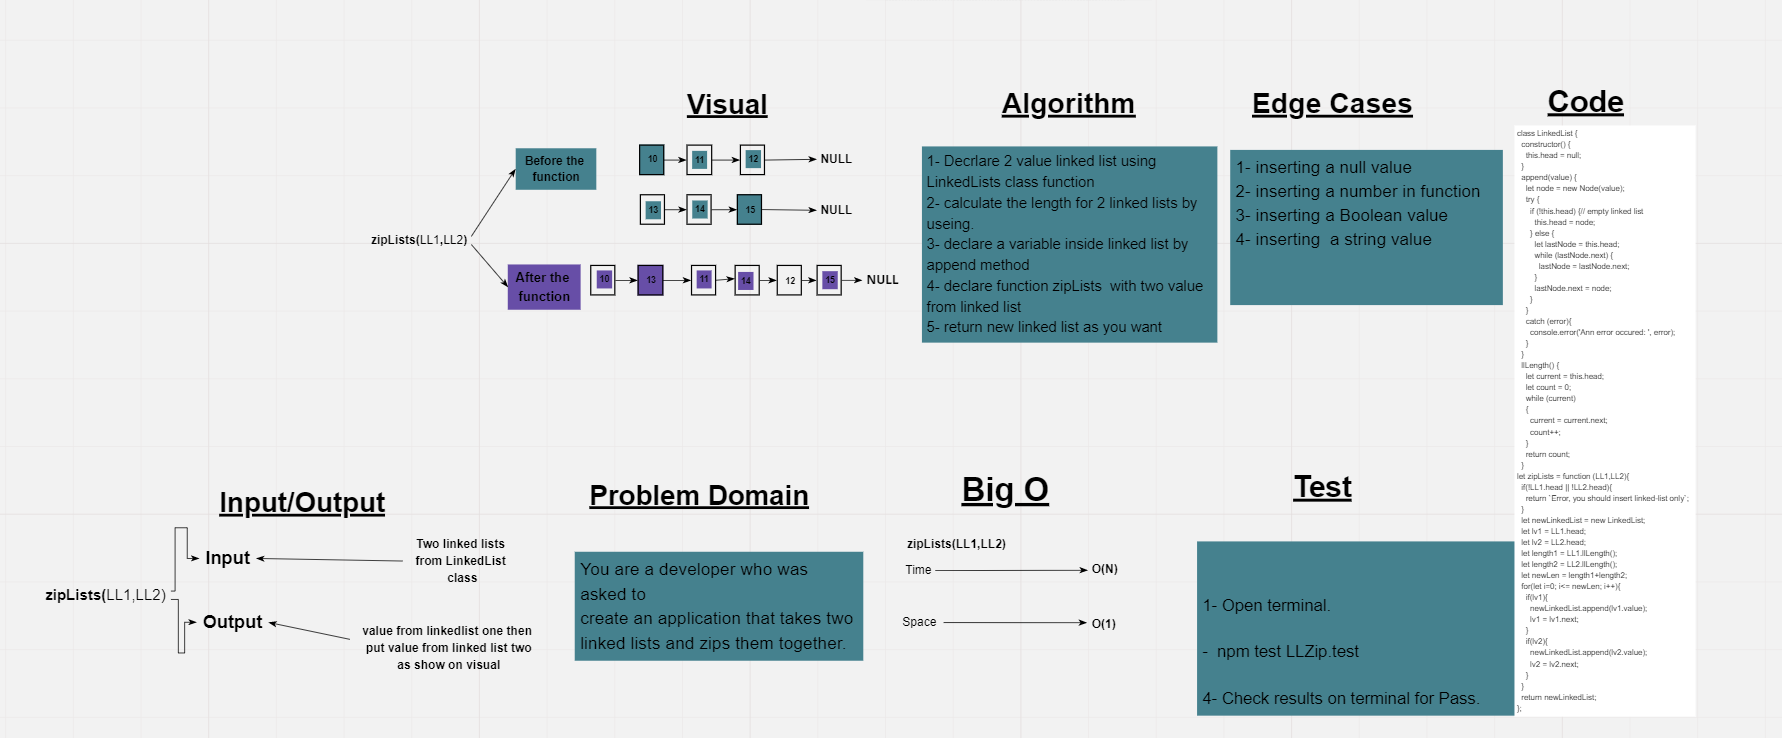 Visual
Before the
function
10
11
12
NULL
13
14
15
NULL
zipLists(LL1,LL2)
After the
function
10
13
11
14
12
15
NULL
Algorithm
1- Decrlare 2 value linked list using
LinkedLists class function
2- calculate the length for 2 linked lists by
useing.
3- declare a variable inside linked list by
append method
4- declare function zipLists  with two value
from linked list
5- return new linked list as you want
Edge Cases
1- inserting a null value
2- inserting a number in function
3- inserting a Boolean value
4- inserting  a string value
Code
class LinkedList {
constructor() {
this.head = null;
}
append(value) {
let node = new Node(value);
try {
if (!this.head) {// empty linked list
this.head = node;
} else {
let lastNode = this.head;
while (lastNode.next) {
lastNode = lastNode.next;
}
lastNode.next = node;
}
}
catch (error){
console.error('Ann error occured: ', error);
}
}
llLength() {
let current = this.head;
let count = 0;
while (current)
{
current = current.next;
count++;
}
return count;
}
let zipLists = function (LL1,LL2){
if(!LL1.head || !LL2.head){
return `Error, you should insert linked-list only`;
}
let newLinkedList = new LinkedList;
let lv1 = LL1.head;
let lv2 = LL2.head;
let length1 = LL1.llLength();
let length2 = LL2.llLength();
let newLen = length1+length2;
for(let i=0; i<= newLen; i++){
if(lv1){
newLinkedList.append(lv1.value);
lv1 = lv1.next;
}
if(lv2){
newLinkedList.append(lv2.value);
lv2 = lv2.next;
}
}
return newLinkedList;
};
Input/Output
zipLists(LL1,LL2)
Input
Two linked lists
from LinkedList
class
Output
value from linkedlist one then
put value from linked list two
as show on visual
Problem Domain
You are a developer who was
asked to
create an application that takes two
linked lists and zips them together.
Big O
zipLists(LL1,LL2)
Time
O(N)
Space
O(1)
Test
1- Open terminal.
-  npm test LLZip.test
4- Check results on terminal for Pass.